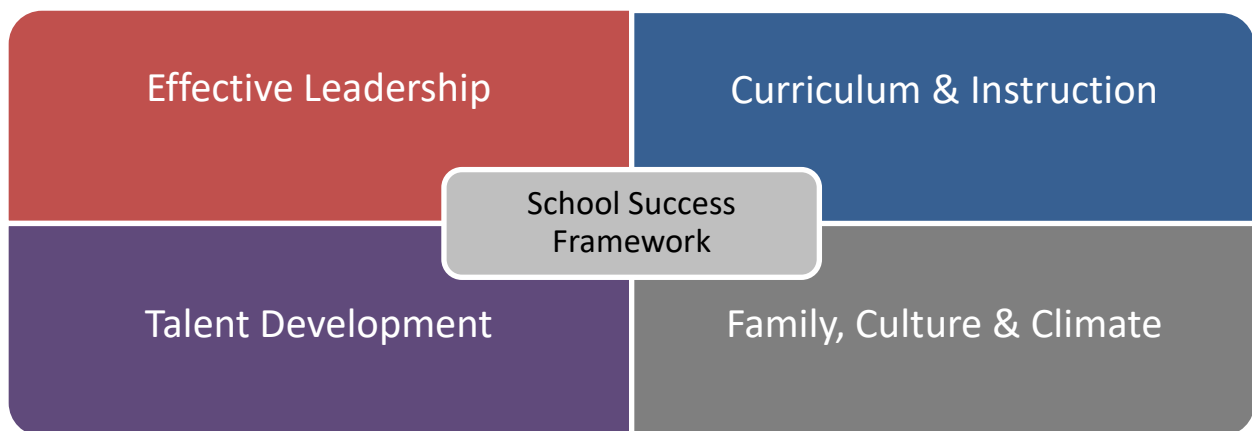 Effective Leadership
Curriculum & Instruction
School Success
Framework
Talent Development
Family, Culture & Climate